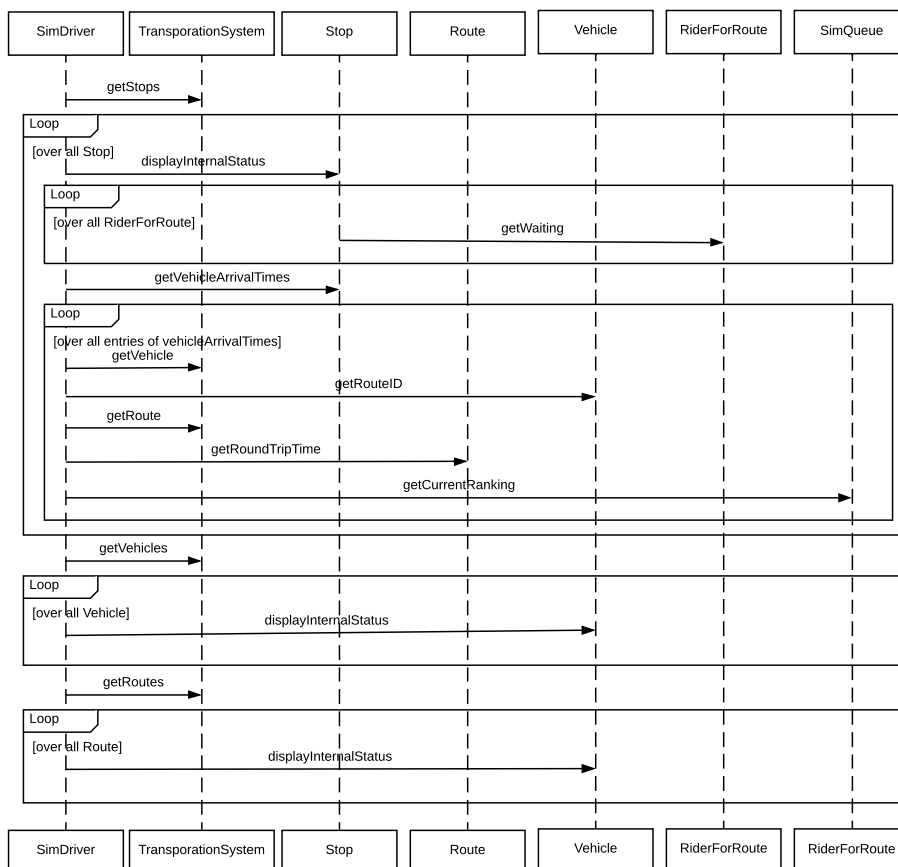 SimDriver
TransporationSystem
Stop
Route
Vehicle
RiderForRoute
SimQueue
getStops
Loop
[over all Stop]
displayInternalStatus
Loop
[over all RiderForRoute]
getWaiting
getVehicleArrivalTimes
Loop
[over all entries of vehicleArrivalTimes]
getVehicle
getRouteID
getRoute
getRoundTripTime
getCurrentRanking
getVehicles
Loop
[over all Vehicle]
displayInternalStatus
getRoutes
Loop
[over all Route]
displayInternalStatus
SimDriver
TransporationSystem
Stop
Route
Vehicle
RiderForRoute
RiderForRoute